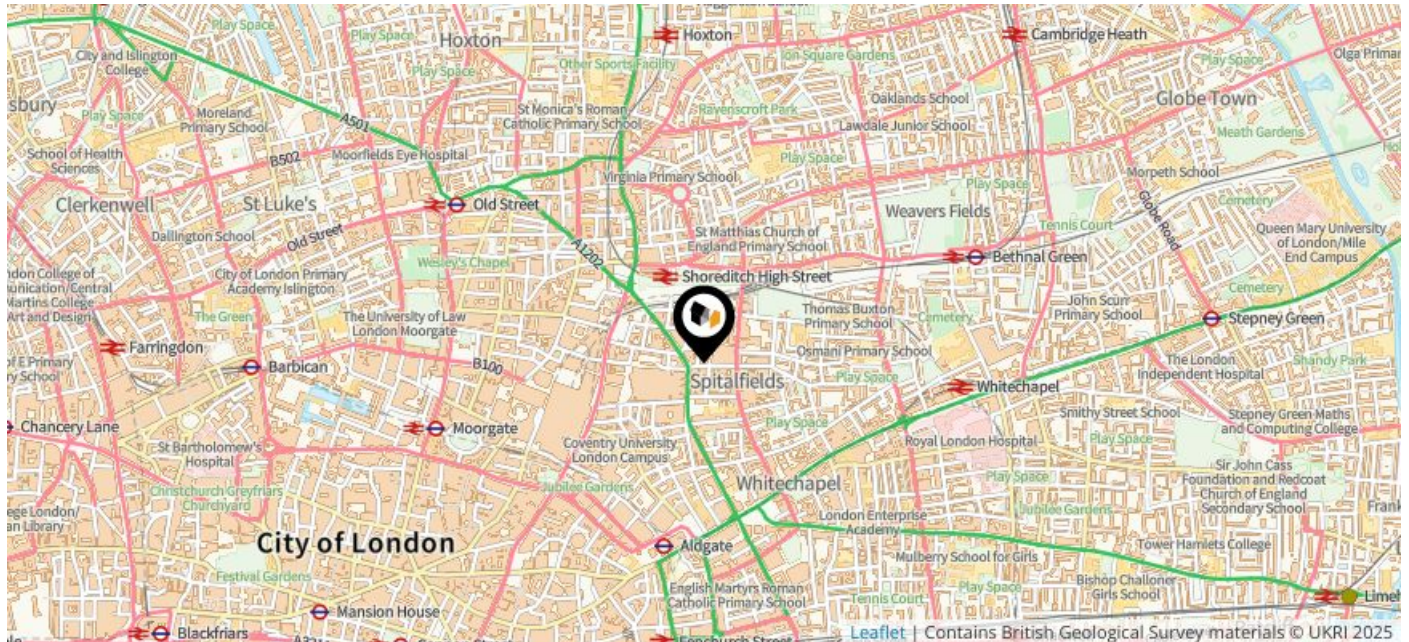 Hoxton
Hoxton
Cambridge Heath
Play Space
City and Islington
College
Play Space
Other Sports Facility
Ion Square Gardens
Play Space
Olga Primar
sbury
Play Space
Moreland
Primary School
A501
St Monica's Roman
Catholic Primary School
Ravenscroft Park
Oaklands School
Lawdale Junior School
Globe Town
Meath Gardens
School of Health
Sciences
B502
Moorfields Eye Hospital
Play Space
Virginia Primary School
Morpeth School
Play Space
Globe Road
Cemetery
Clerkenwell
St Luke's
Old Street
Weavers Fields
Tennis Court
Queen Mary University
of London/Mile
End Campus
Dallington School
Old Street
A1202
St Matthias Church of
England Primary School
Wesley's Chapel
Bethnal Green
ndon College of
munication/Central
Martins College
Art and Design
City of London Primary
Academy Islington
Shoreditch High Street
Cemetery
The Green
The University of Law
London Moorgate
Thomas Buxton
Primary School
Cemetery
John Scurr
Primary School
Stepney Green
Farringdon
of E Primary
ry School
Barbican
B100
Osmani Primary School
The London
Independent Hospital
Shandy Park
Spitalfields
Play Space
Whitechapel
Chancery Lane
Moorgate
Smithy Street School
Stepney Green Maths
and Computing College
St Bartholomew's
Hospital
Coventry University
London Campus
Play Space
Royal London Hospital
Play Space
Christchurch Greyfriars
Churchyard
Jubilee Gardens
Whitechapel
Play Space
Sir John Cass
Foundation and Redcoat
Church of England
Secondary School
ege London/
an Library
London Enterprise
Academy
Jubilee Gardens
Frank
City of London
Aldgate
Mulberry School for Girls
Tower Hamlets College
Festival Gardens
English Martyrs Roman
Catholic Primary School
Tennis Court
Play Space
Bishop Challoner
Girls School
Limeh
Mansion House
Blackfriars
Fenchurch Street
Leaflet | Contains British Geological Survey materials © UKRI 2025